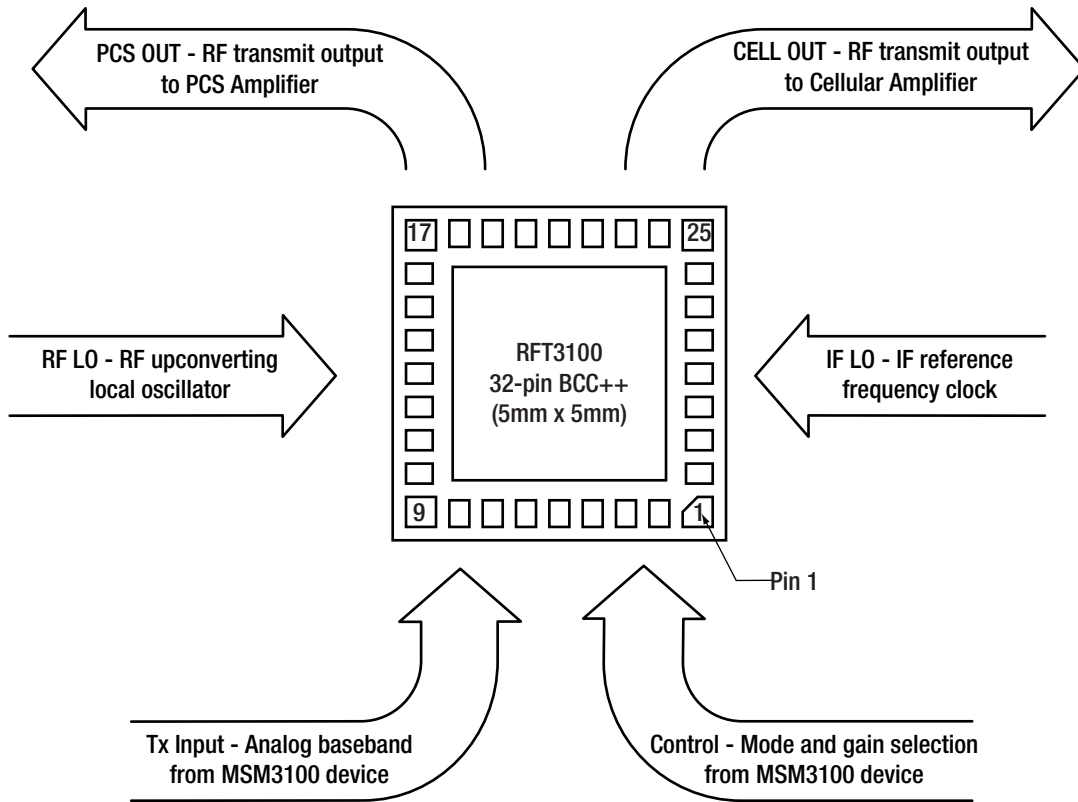 PCS OUT - RF transmit output
to PCS Amplifier
CELL OUT - RF transmit output
to Cellular Amplifier
17
25
RF LO - RF upconverting
local oscillator
RFT3100
32-pin BCC++
(5mm x 5mm)
IF LO - IF reference
frequency clock
9
1
Pin 1
Tx Input - Analog baseband
from MSM3100 device
Control - Mode and gain selection
from MSM3100 device